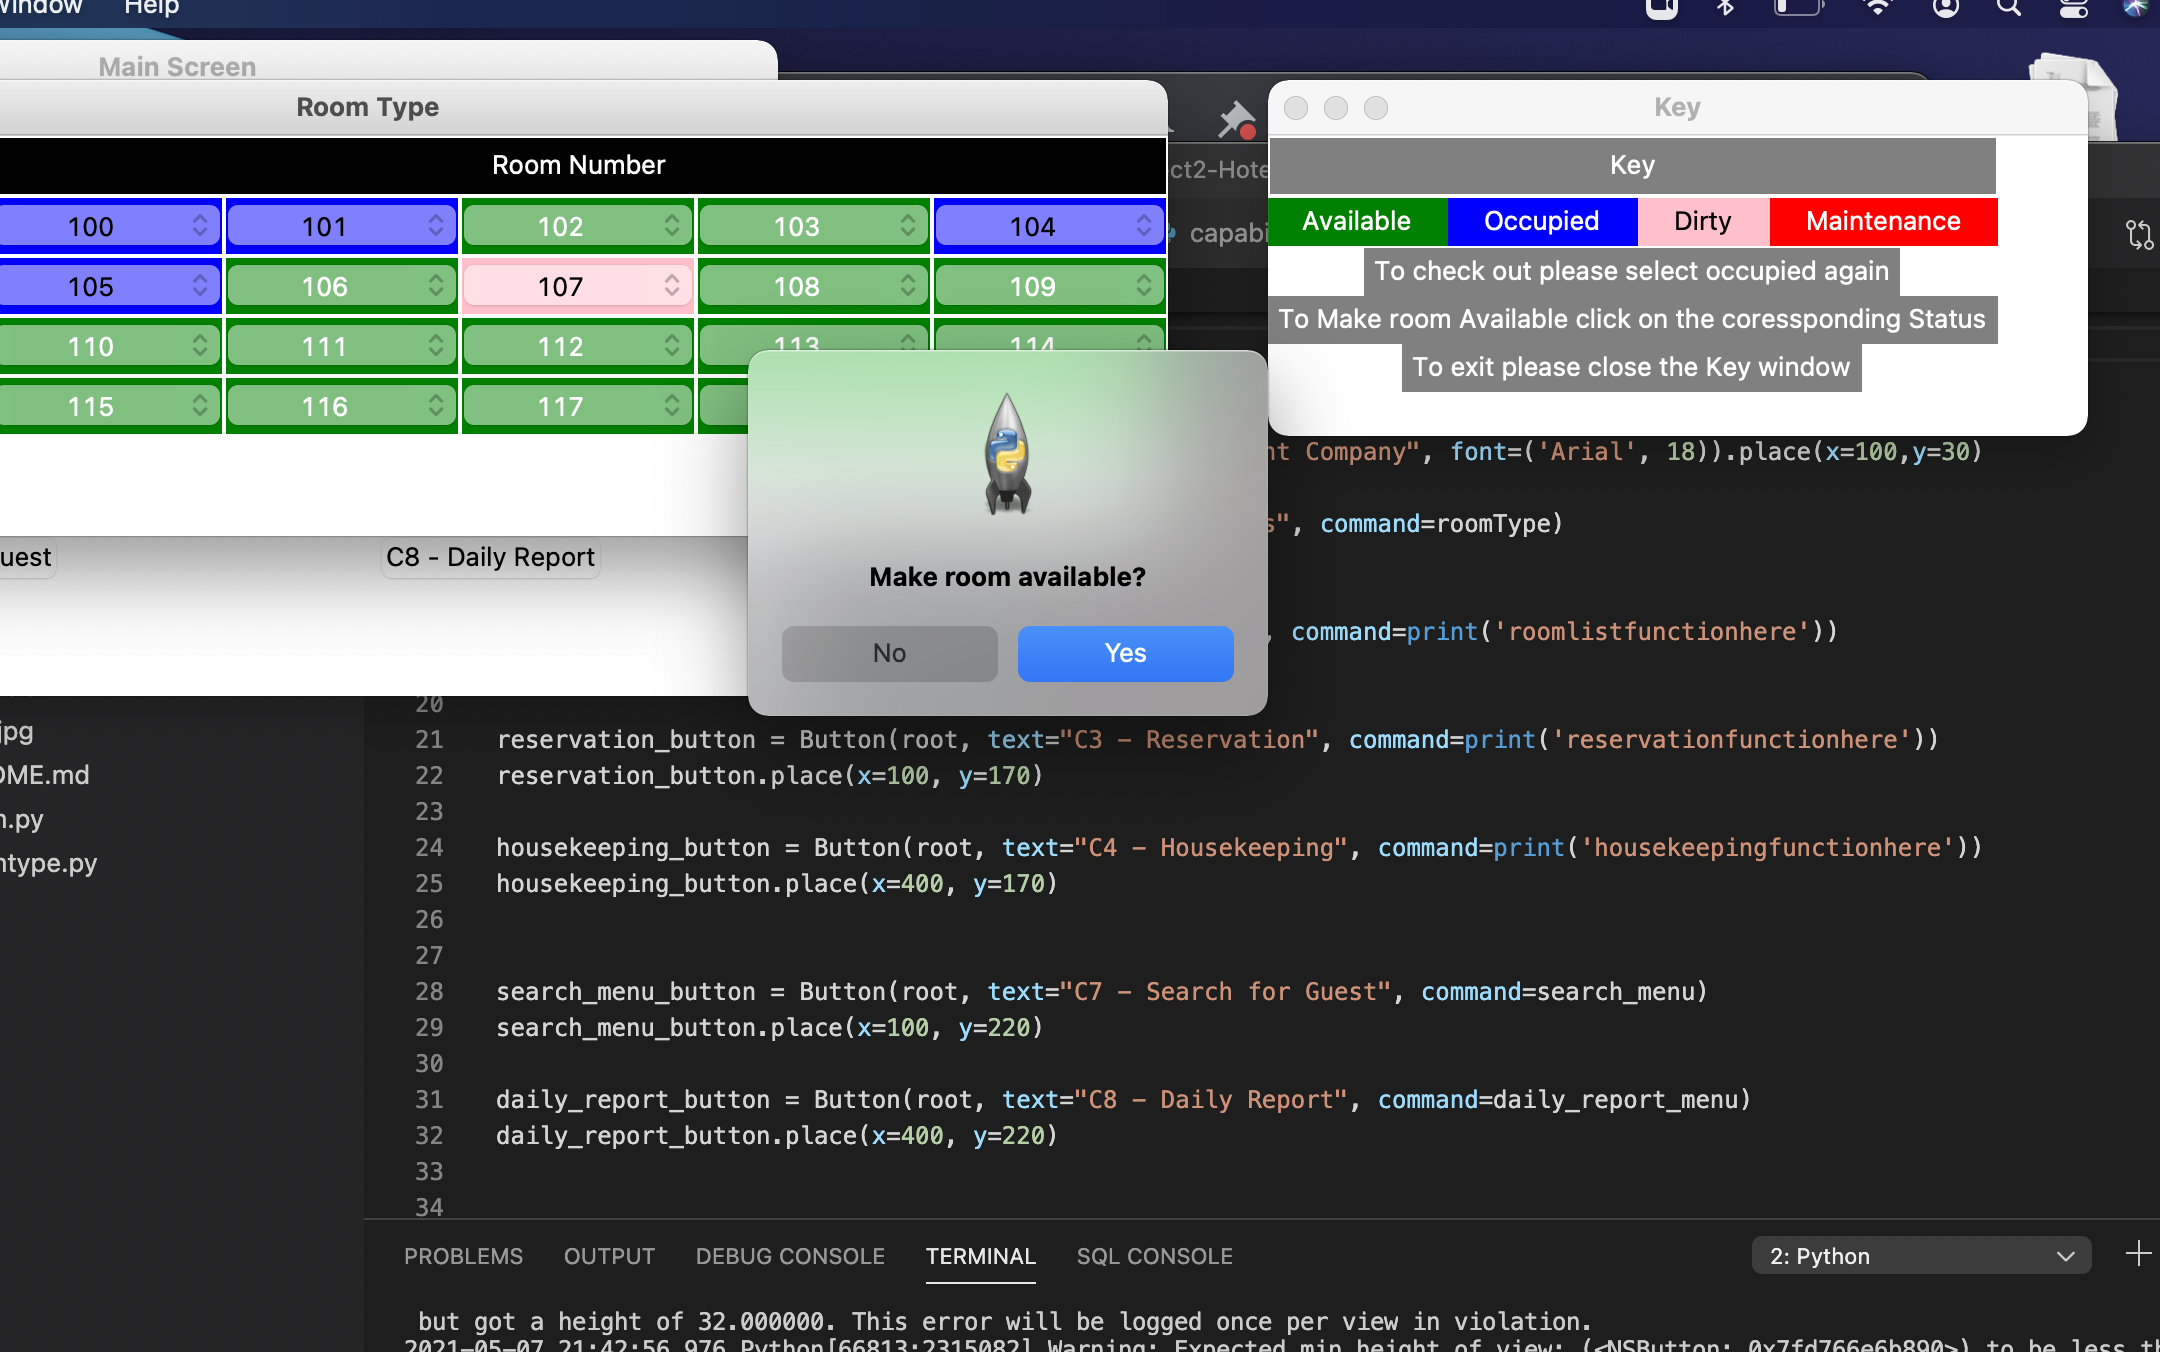 Window Help
Main Screen
Room Type
Room Number
100 101 102 103 104
105 106 107 108 109
110 111 112 113 114
115 116 117
Key
Key
Available Occupied Dirty Maintenance
To check out please select occupied again
To Make room Available click on the coressponding Status
To exit please close the Key window
ct2-Hote
capabi
Make room available?
No Yes
uest
C8 - Daily Report
nt Company", font=('Arial', 18)).place(x=100,y=30)
s", command=roomType)
, command=print('roomlistfunctionhere'))
jpg
OME.md
n.py
ntype.py
20
21 reservation_button = Button(root, text="C3 - Reservation", command=print('reservationfunctionhere'))
22 reservation_button.place(x=100, y=170)
23
24 housekeeping_button = Button(root, text="C4 - Housekeeping", command=print('housekeepingfunctionhere'))
25 housekeeping_button.place(x=400, y=170)
26
27
28 search_menu_button = Button(root, text="C7 - Search for Guest", command=search_menu)
29 search_menu_button.place(x=100, y=220)
30
31 daily_report_button = Button(root, text="C8 - Daily Report", command=daily_report_menu)
32 daily_report_button.place(x=400, y=220)
33
34
PROBLEMS OUTPUT DEBUG CONSOLE TERMINAL SQL CONSOLE
2: Python
but got a height of 32.000000. This error will be logged once per view in violation.
2021-05-07 21:42:56.976 Python[66813:2315082] Warning: Expected min height of view: (<NSButton: 0x7fd766e6b890>) to be less th